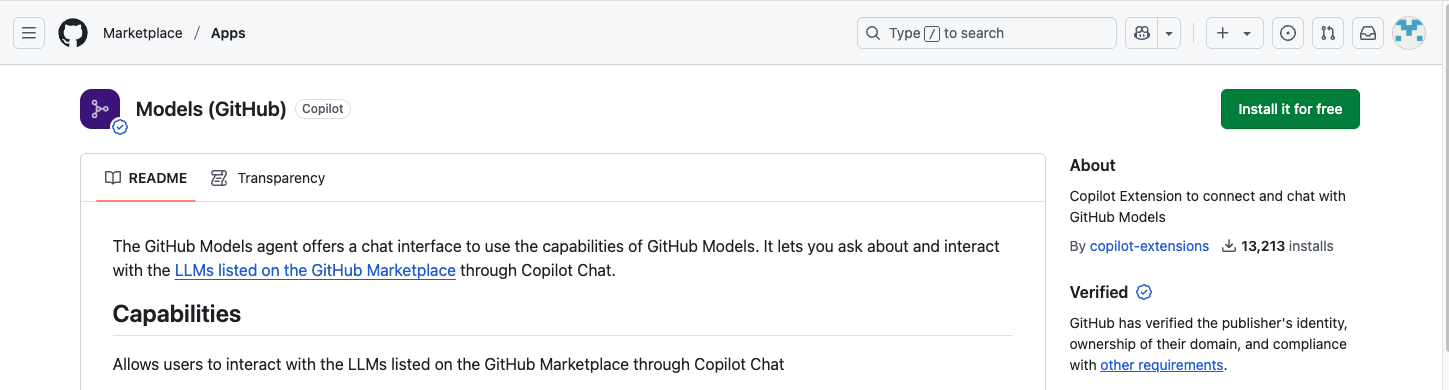 Marketplace / Apps
Type / to search
Models (GitHub) Copilot
Install it for free
README Transparency
The GitHub Models agent offers a chat interface to use the capabilities of GitHub Models. It lets you ask about and interact
with the LLMs listed on the GitHub Marketplace through Copilot Chat.
Capabilities
Allows users to interact with the LLMs listed on the GitHub Marketplace through Copilot Chat
About
Copilot Extension to connect and chat with
GitHub Models
By copilot-extensions 13,213 installs
Verified
GitHub has verified the publisher's identity,
ownership of their domain, and compliance
with other requirements.